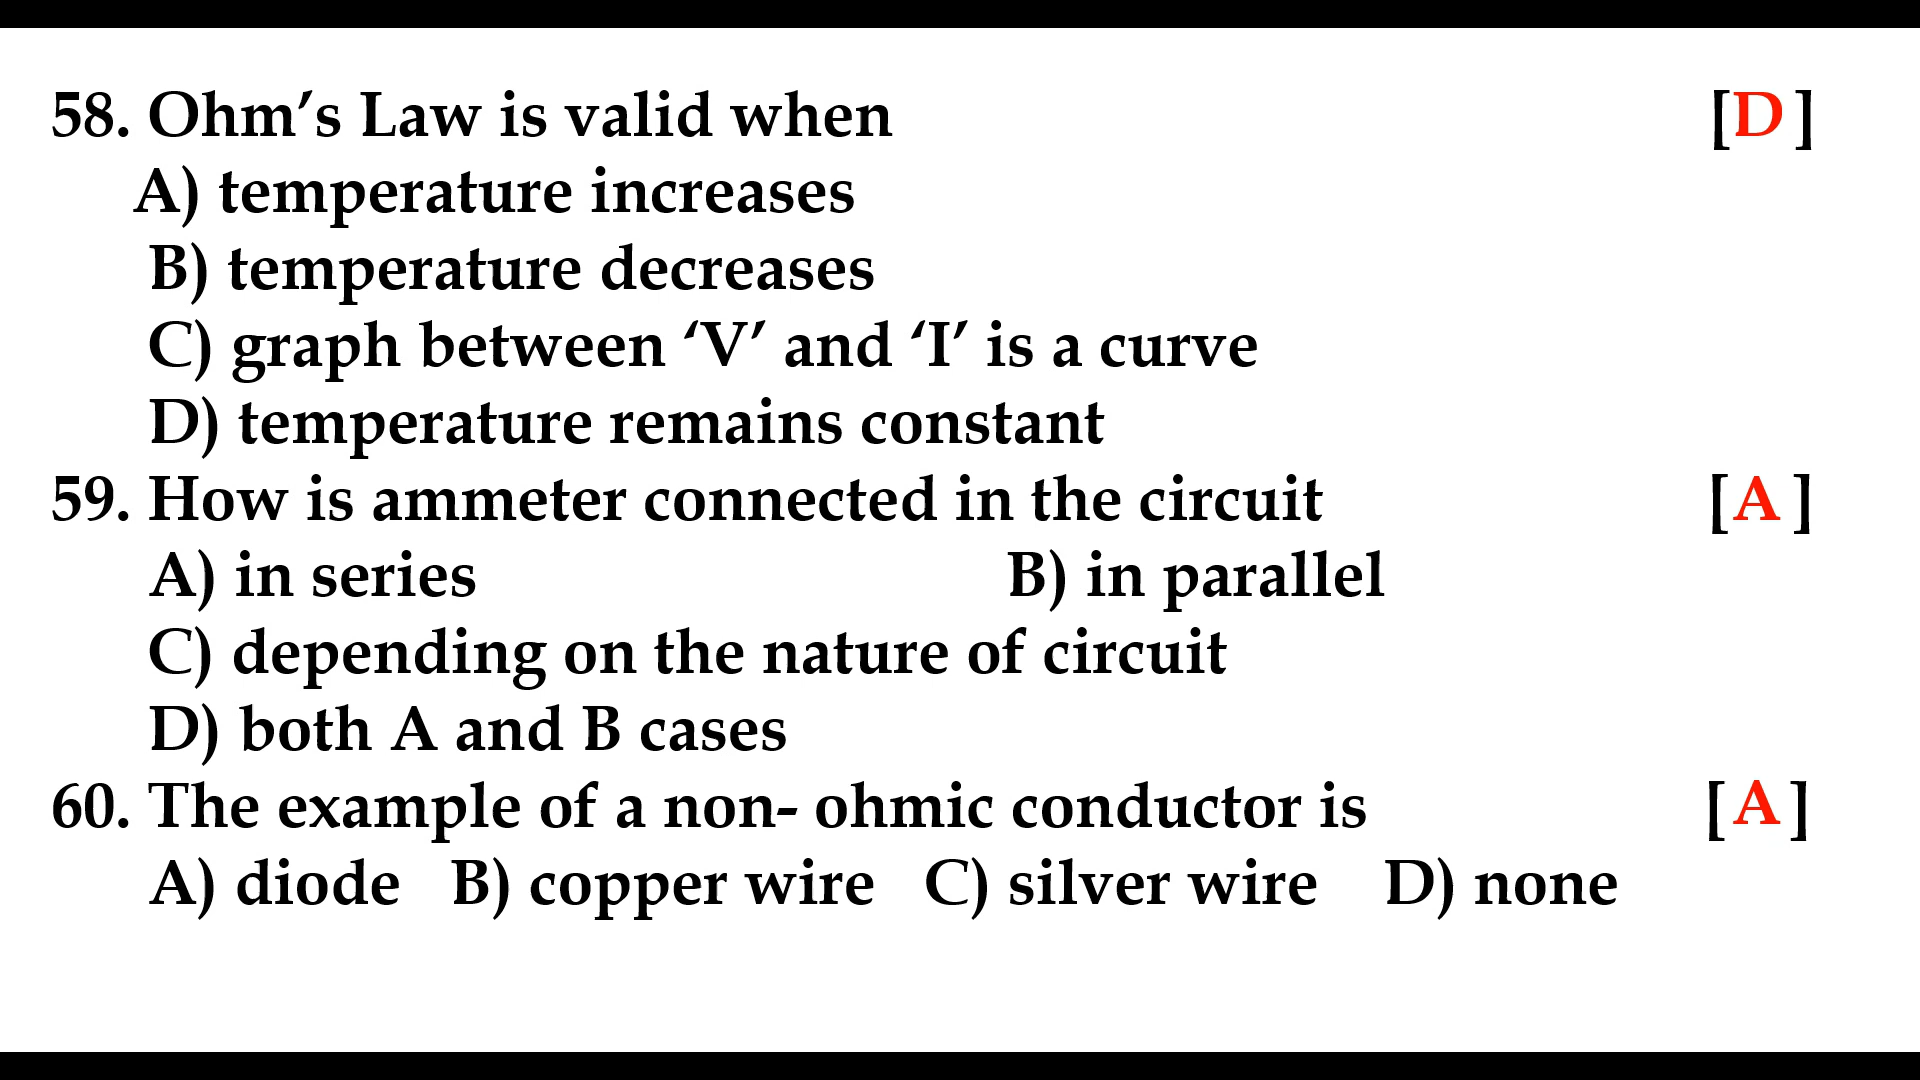 58. Ohm’s Law is valid when [D]
A) temperature increases
B) temperature decreases
C) graph between ‘V’ and ‘I’ is a curve
D) temperature remains constant
59. How is ammeter connected in the circuit [A]
A) in series B) in parallel
C) depending on the nature of circuit
D) both A and B cases
60. The example of a non- ohmic conductor is [A]
A) diode B) copper wire C) silver wire D) none